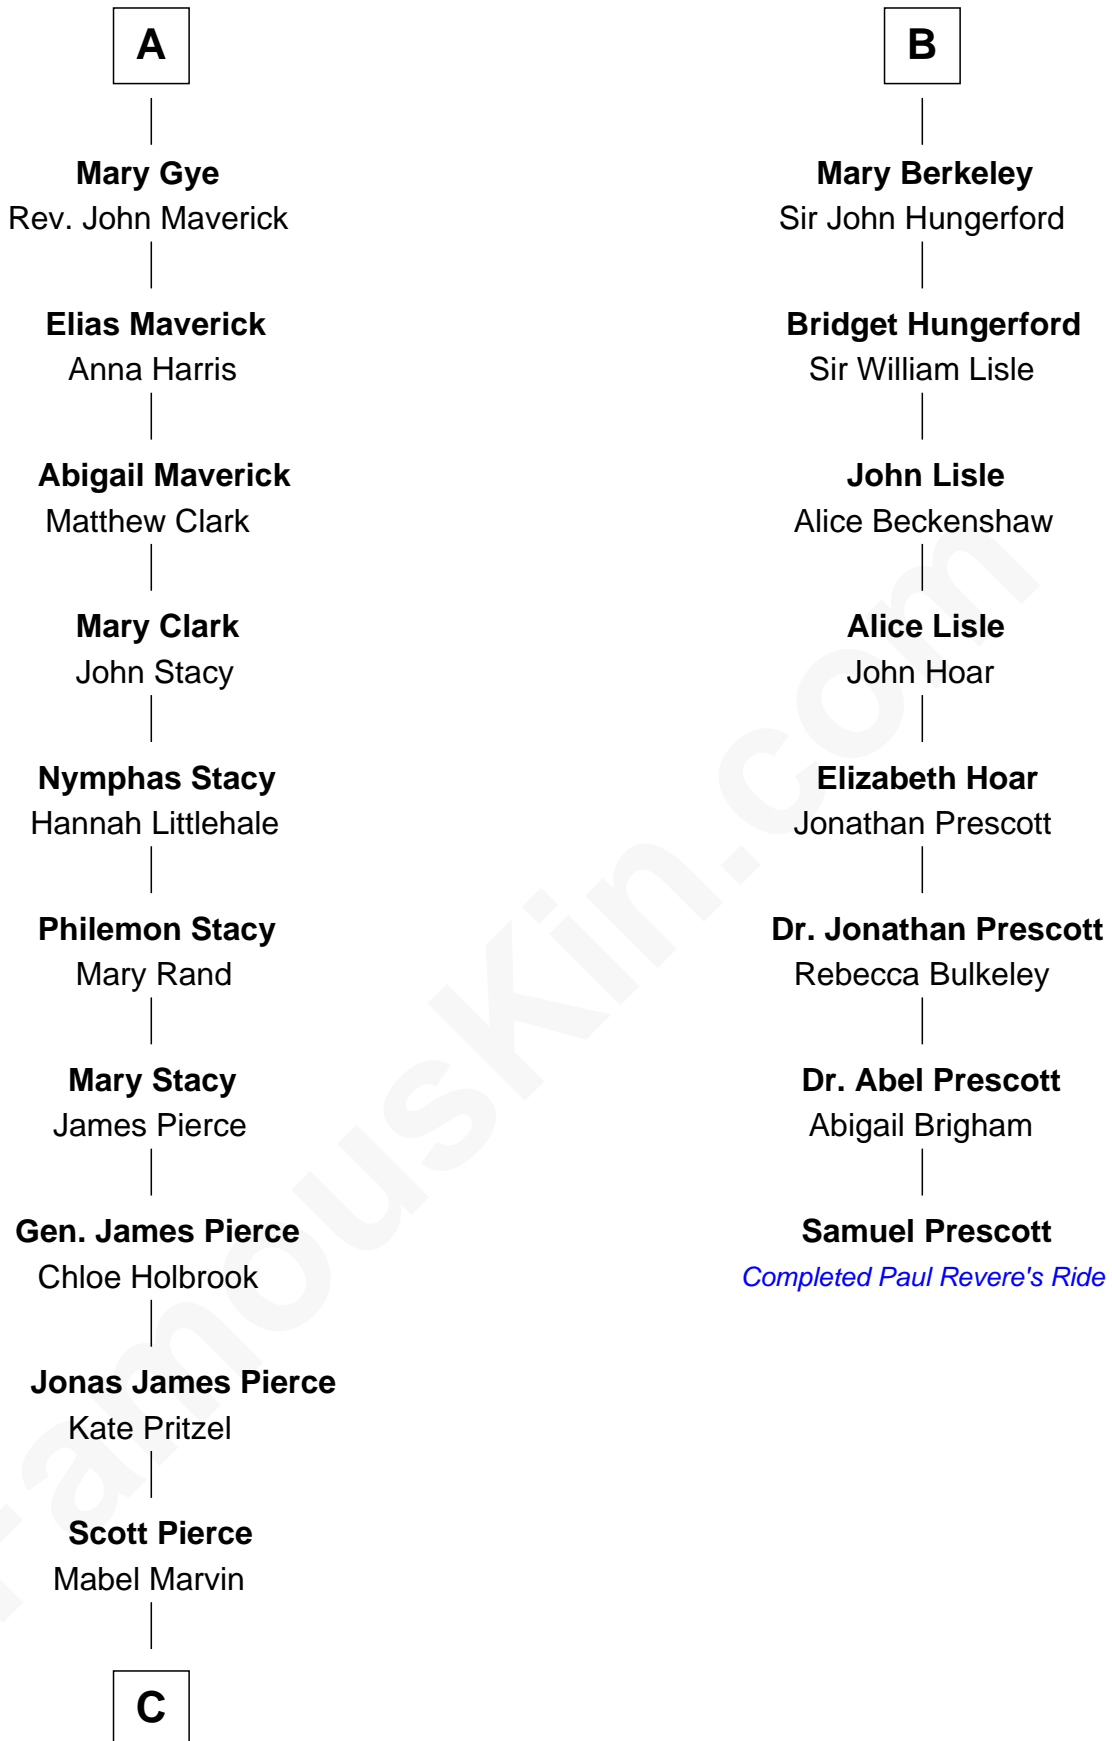 A
Mary Gye
Rev. John Maverick
Elias Maverick
Anna Harris
Abigail Maverick
Matthew Clark
Mary Clark
John Stacy
Nymphas Stacy
Hannah Littlehale
Philemon Stacy
Mary Rand
Mary Stacy
James Pierce
Gen. James Pierce
Chloe Holbrook
Jonas James Pierce
Kate Pritzel
Scott Pierce
Mabel Marvin
C
B
Mary Berkeley
Sir John Hungerford
Bridget Hungerford
Sir William Lisle
John Lisle
Alice Beckenshaw
Alice Lisle
John Hoar
Elizabeth Hoar
Jonathan Prescott
Dr. Jonathan Prescott
Rebecca Bulkeley
Dr. Abel Prescott
Abigail Brigham
Samuel Prescott
Completed Paul Revere's Ride
FamousKin.com